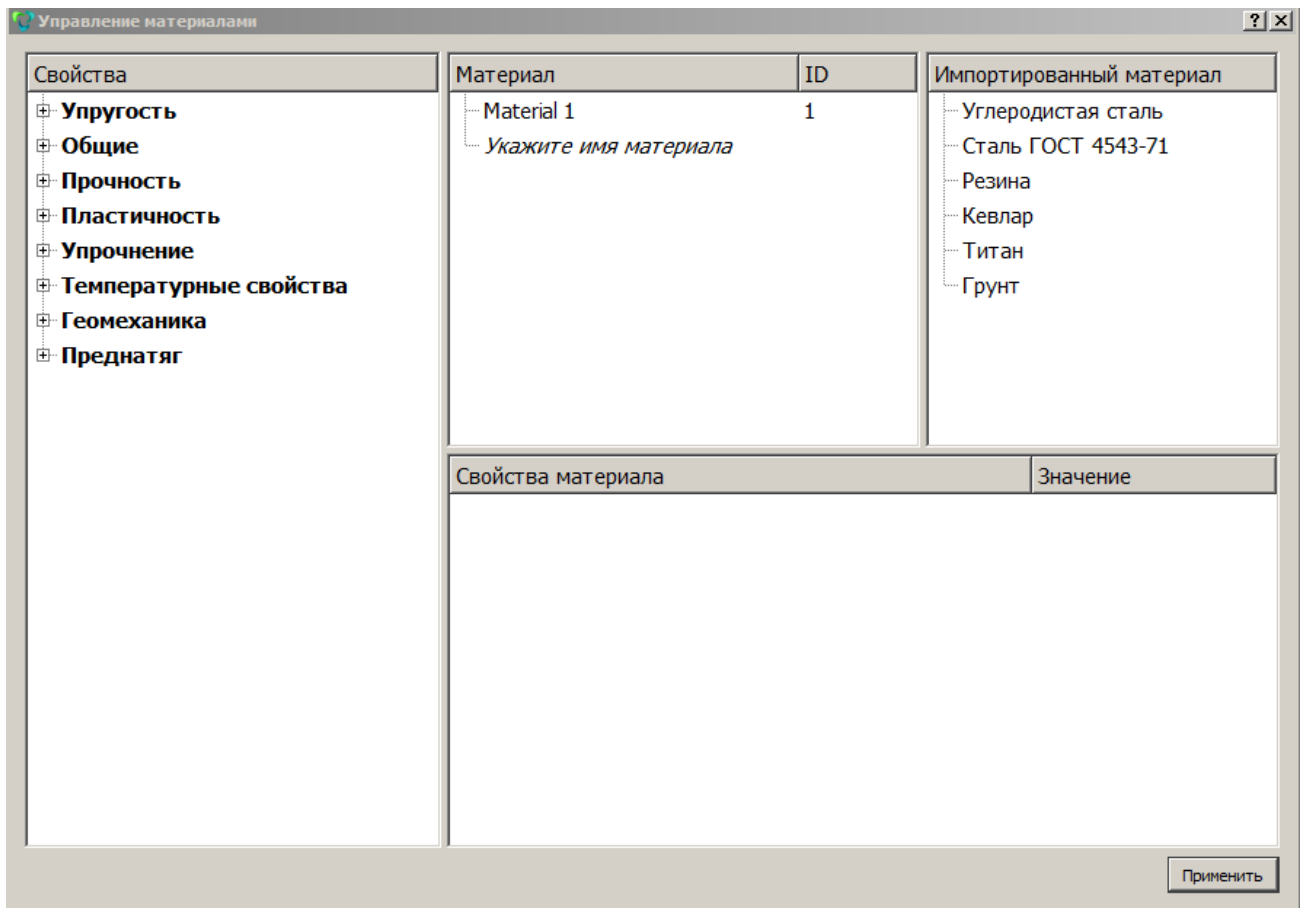 Управление материалами
Свойства
Упругость
Общие
Прочность
Пластичность
Упрочнение
Температурные свойства
Геомеханика
Преднатяг
Материал ID
Material 1 1
Укажите имя материала
Импортированный материал
Углеродистая сталь
Сталь ГОСТ 4543-71
Резина
Кевлар
Титан
Грунт
Свойства материала Значение
Применить